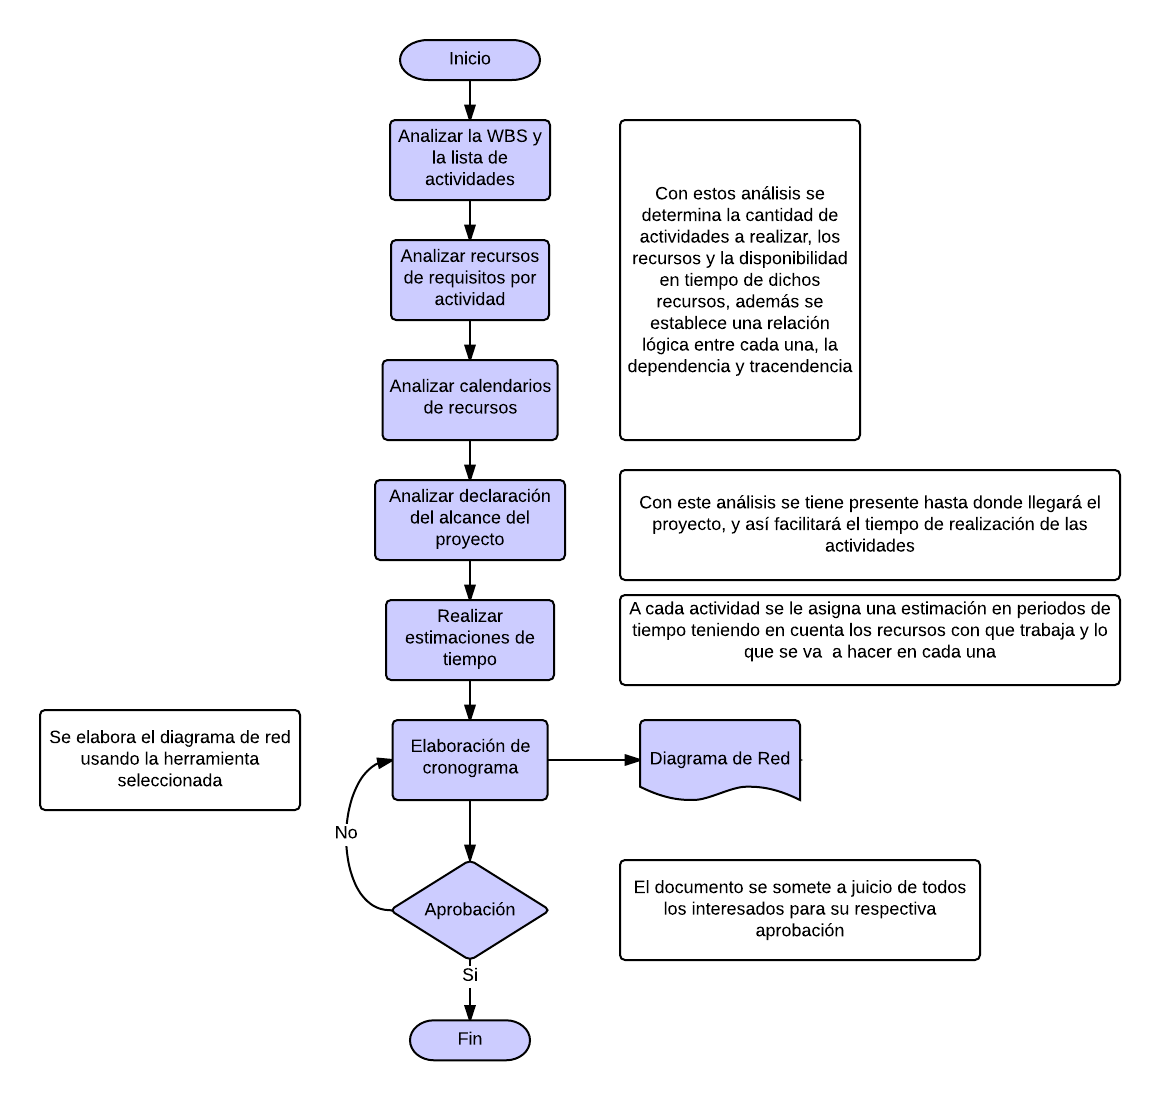 Inicio
Analizar la WBS y
la lista de
actividades
Analizar recursos
de requisitos por
actividad
Analizar calendarios
de recursos
Con estos análisis se
determina la cantidad de
actividades a realizar, los
recursos y la disponibilidad
en tiempo de dichos
recursos, además se
establece una relación
lógica entre cada una, la
dependencia y tracendencia
Analizar declaración
del alcance del
proyecto
Con este análisis se tiene presente hasta donde llegará el
proyecto, y así facilitará el tiempo de realización de las
actividades
Realizar
estimaciones de
tiempo
A cada actividad se le asigna una estimación en periodos de
tiempo teniendo en cuenta los recursos con que trabaja y lo
que se va  a hacer en cada una
Se elabora el diagrama de red
usando la herramienta
seleccionada
Elaboración de
cronograma
Diagrama de Red
No
Aprobación
El documento se somete a juicio de todos
los interesados para su respectiva
aprobación
Si
Fin